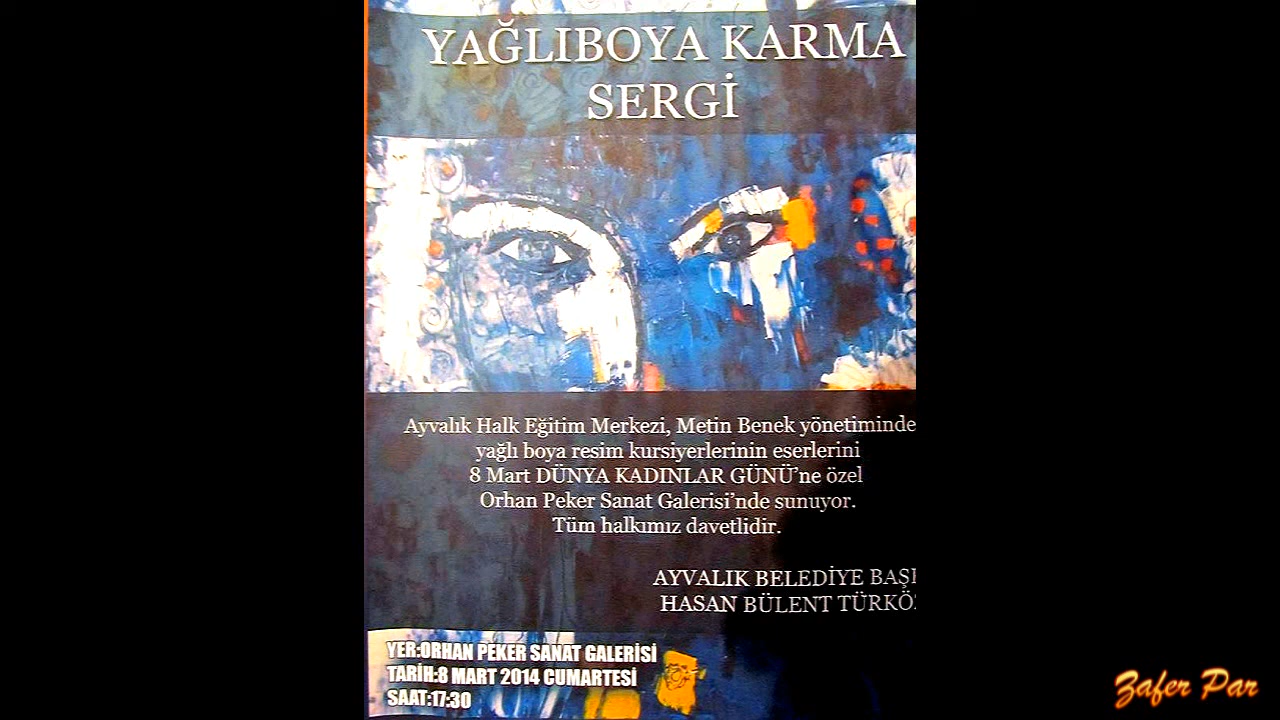 YAĞLIBOYA KARMA
SERGİ
Ayvalık Halk Eğitim Merkezi, Metin Benek yönetiminde
yağlı boya resim kursiyerlerinin eserlerini
8 Mart DÜNYA KADINLAR GÜNÜ’ne özel
Orhan Peker Sanat Galerisi’nde sunuyor.
Tüm halkımız davetlidir.
AYVALIK BELEDİYE
HASAN BÜLENT
YER:ORHAN PEKER SANAT GALERİSİ
TARİH:8 MART 2014 CUMARTESİ
SAAT:17:30
Zafer Par